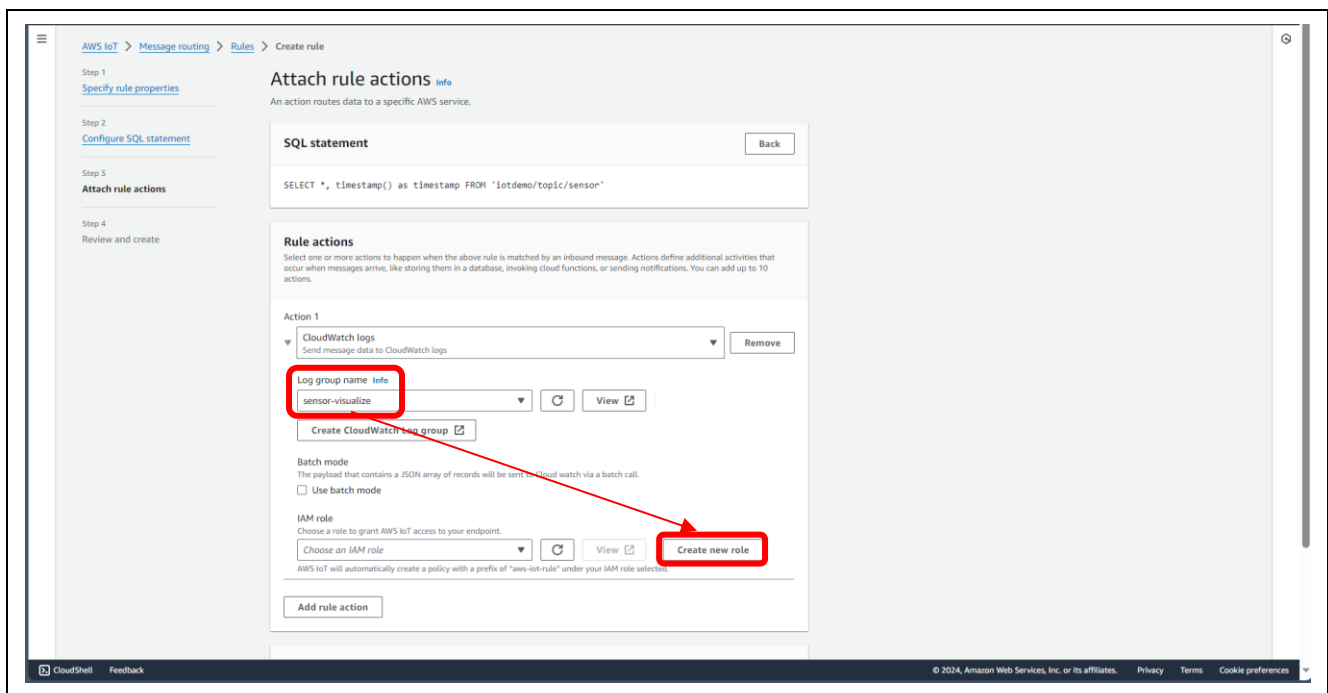 AWS IoT > Message routing > Rules > Create rule
Step 1
Specify rule properties
Step 2
Configure SQL statement
Step 3
Attach rule actions
Step 4
Review and create
Attach rule actions Info
An action routes data to a specific AWS service.
SQL statement
Back
SELECT *, timestamp() as timestamp FROM 'iotdemo/topic/sensor'
Rule actions
Select one or more actions to happen when the above rule is matched by an inbound message. Actions define additional activities that
occur when messages arrive, like storing them in a database, invoking cloud functions, or sending notifications. You can add up to 10
actions.
Action 1
CloudWatch logs
Send message data to CloudWatch logs
Remove
Log group name Info
sensor-visualize
View
Create CloudWatch Log group
Batch mode
The payload that contains a JSON array of records will be sent to Cloud watch via a batch call.
Use batch mode
IAM role
Choose a role to grant AWS IoT access to your endpoint.
Choose an IAM role
View
Create new role
AWS IoT will automatically create a policy with a prefix of "aws-iot-rule" under your IAM role selected.
Add rule action
CloudShell Feedback
© 2024, Amazon Web Services, Inc. or its affiliates. Privacy Terms Cookie preferences